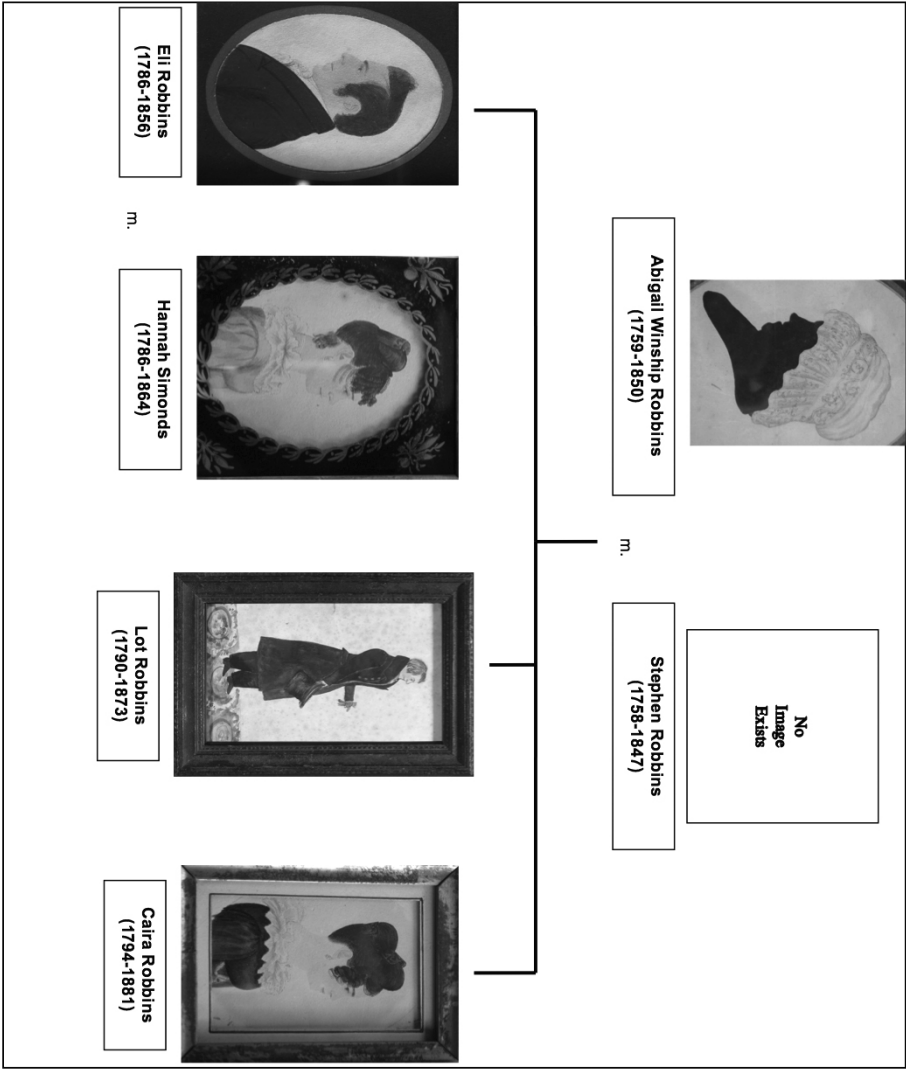 Abigail Winship Robbins
(1759-1850)
m.
No
Image
Exists
Stephen Robbins
(1758-1847)
Eli Robbins
(1786-1856)
m.
Hannah Simonds
(1786-1864)
Lot Robbins
(1790-1873)
Caira Robbins
(1794-1881)